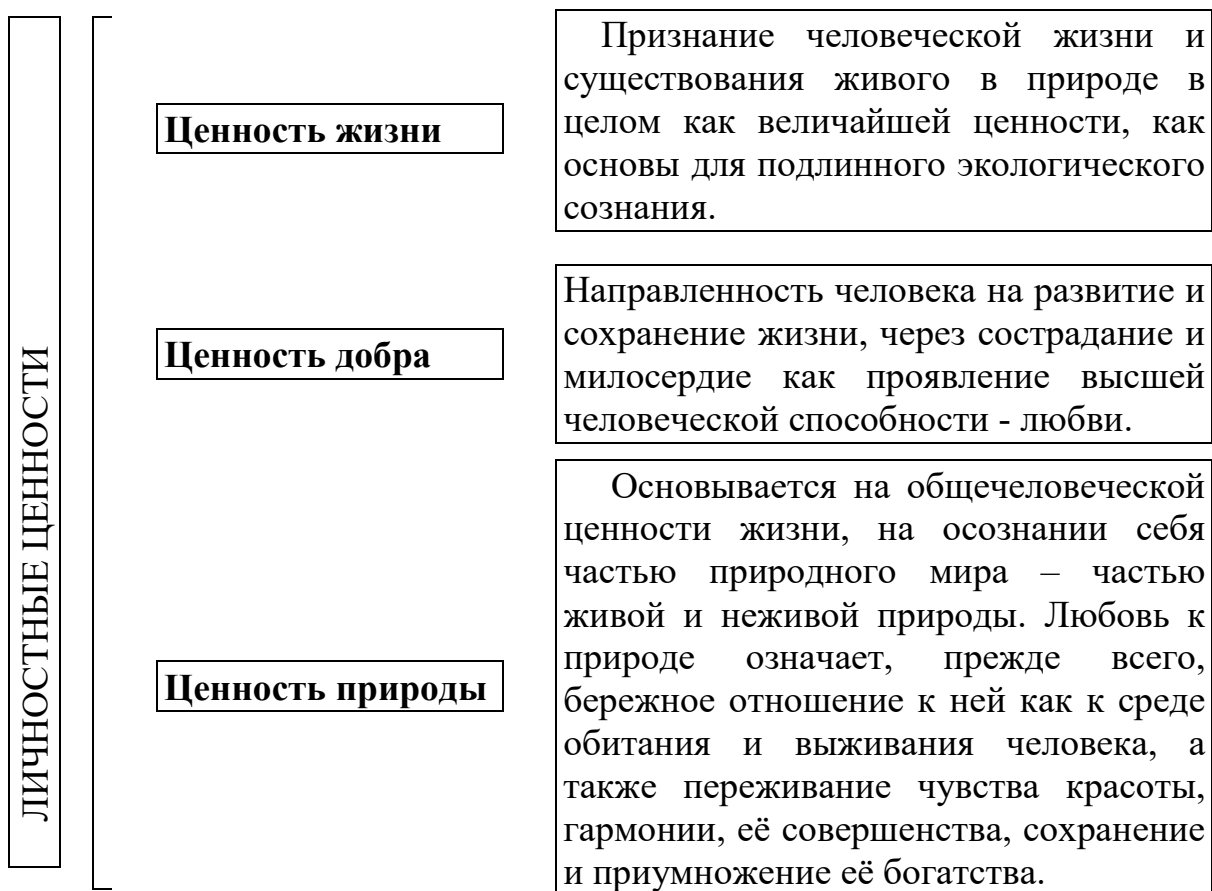 ЛИЧНОСТНЫЕ ЦЕННОСТИ
Ценность жизни
Признание человеческой жизни и
существования живого в природе в
целом как величайшей ценности, как
основы для подлинного экологического
сознания.
Ценность добра
Направленность человека на развитие и
сохранение жизни, через сострадание и
милосердие как проявление высшей
человеческой способности - любви.
Ценность природы
Основывается на общечеловеческой
ценности жизни, на осознании себя
частью природного мира – частью
живой и неживой природы. Любовь к
природе означает, прежде всего,
бережное отношение к ней как к среде
обитания и выживания человека, а
также переживание чувства красоты,
гармонии, её совершенства, сохранение
и приумножение её богатства.